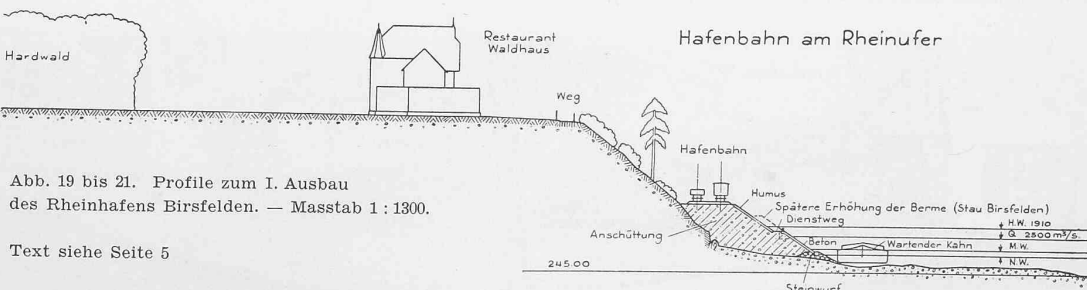 Hafenbahn am Rheinufer
Hardwald
Restaurant
Waldhaus
Weg
Hafenbahn
Humus
Spätere Erhöhung der Berme (Stau Birsfelden)
Dienstweg
H.W. 1910
Q 2500 m³/s.
Anschüttung
Beton
Wartender Kahn
M.W.
N.W.
245.00
Steinwurf
Abb. 19 bis 21. Profile zum I. Ausbau
des Rheinhafens Birsfelden. — Masstab 1 : 1300.
Text siehe Seite 5